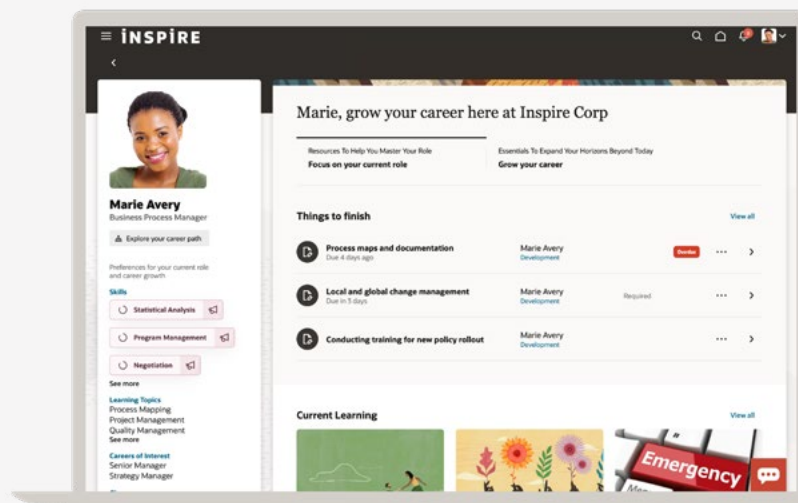 iNSPiRE
Marie Avery
Business Process Manager
Explore your career path
Preferences for your current role
and career growth
Skills
Statistical Analysis
Program Management
Negotiation
See more
Learning Topics
Process Mapping
Project Management
Quality Management
See more
Careers of Interest
Senior Manager
Strategy Manager
Marie, grow your career here at Inspire Corp
Resources To Help You Master Your Role
Focus on your current role
Essentials To Expand Your Horizons Beyond Today
Grow your career
Things to finish
View all
Process maps and documentation
Due 4 days ago
Marie Avery
Development
Overdue
Local and global change management
Due in 3 days
Marie Avery
Development
Required
Conducting training for new policy rollout
Marie Avery
Development
Current Learning
View all
Emergency